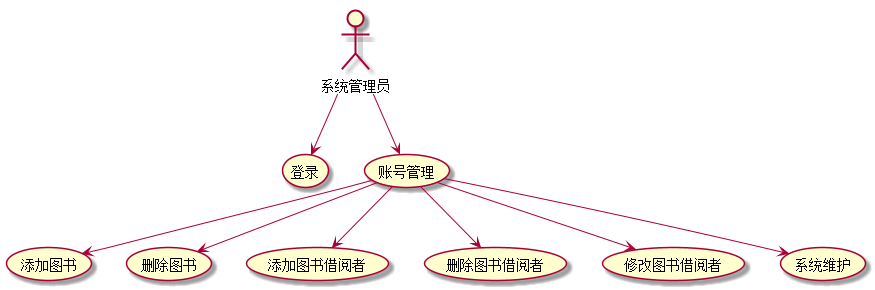 系统管理员
登录
账号管理
添加图书
删除图书
添加图书借阅者
删除图书借阅者
修改图书借阅者
系统维护